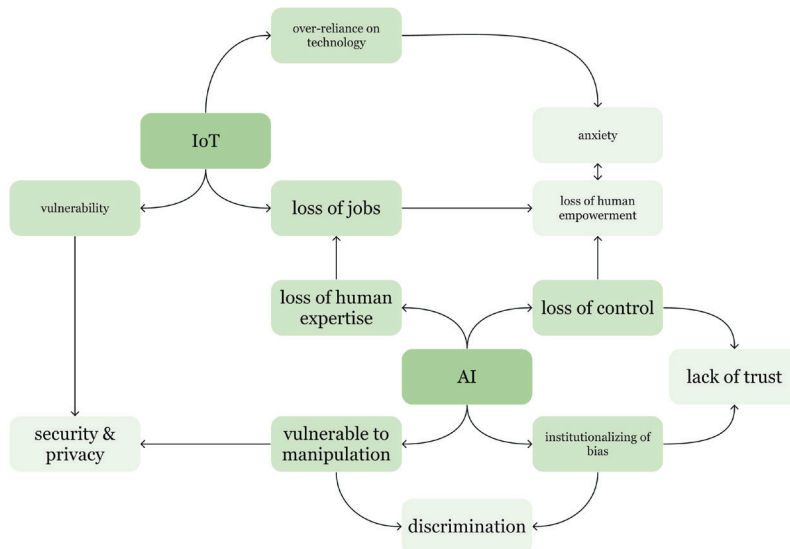 over-reliance on
technology
IoT
anxiety
vulnerability
loss of jobs
loss of human
empowerment
loss of human
expertise
loss of control
AI
lack of trust
security &
privacy
vulnerable to
manipulation
institutionalizing of
bias
discrimination